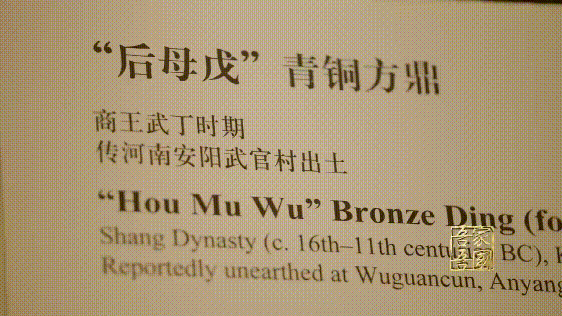 “后母戊” 青铜方鼎
商王武丁时期
传河南安阳武官村出土
“Hou Mu Wu” Bronze Ding (fo
Shang Dynasty (c. 16th–11th century BC), K
Reportedly unearthed at Wuguancun, Anyang